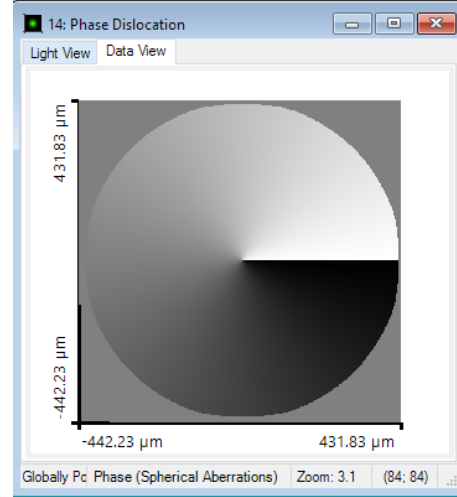 14: Phase Dislocation
Light View Data View
431.83 µm
-442.23 µm
-442.23 µm 431.83 µm
Globally Po Phase (Spherical Aberrations) Zoom: 3.1 (84; 84)